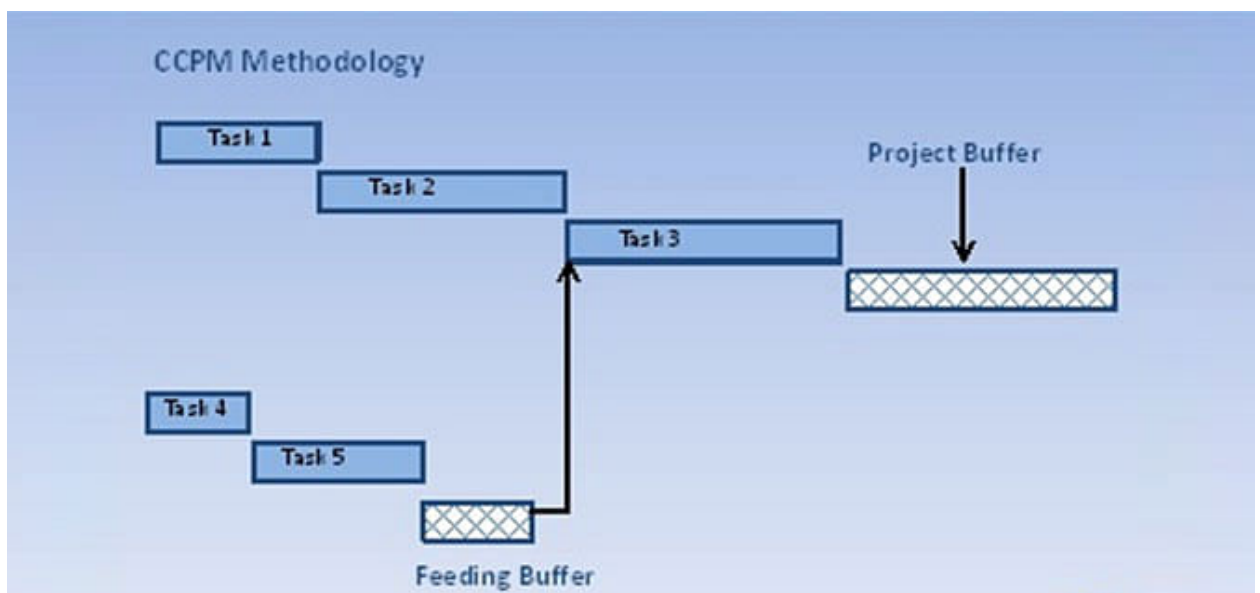 CCPM Methodology
Task 1
Project Buffer
Task 2
Task 3
Task 4
Task 5
Feeding Buffer